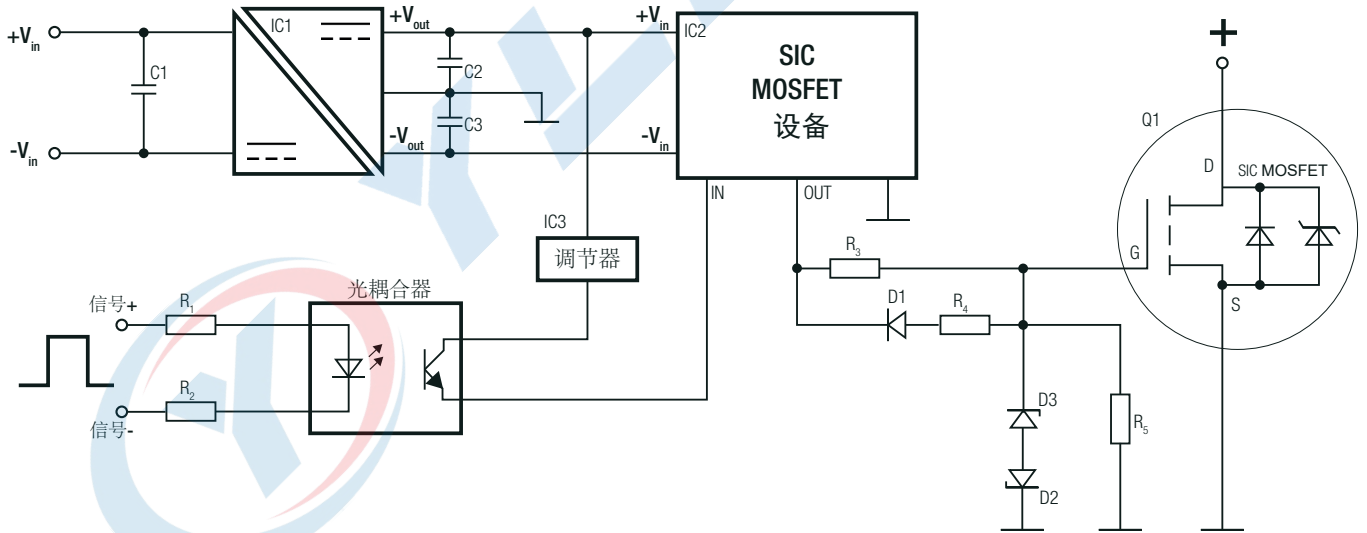 +Vin
-Vin
C1
IC1
+Vout
-Vout
C2
C3
+Vin
-Vin
IC2
SIC
MOSFET
设备
IN
OUT
IC3
调节器
光耦合器
信号+
信号-
R1
R2
R3
D1
R4
D3
D2
R5
+
Q1
D
SIC MOSFET
G
S